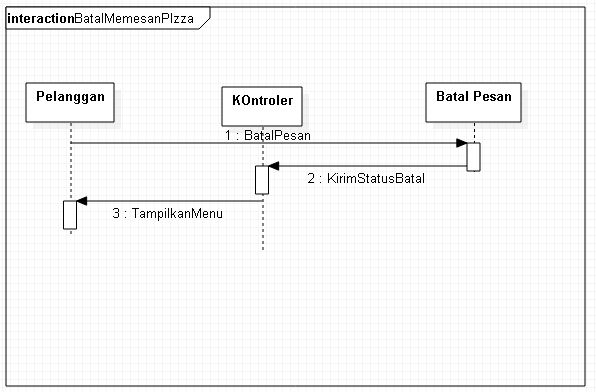 interactionBatalMemesanPIzza
Pelanggan
KOntroler
Batal Pesan
1 : BatalPesan
2 : KirimStatusBatal
3 : TampilkanMenu